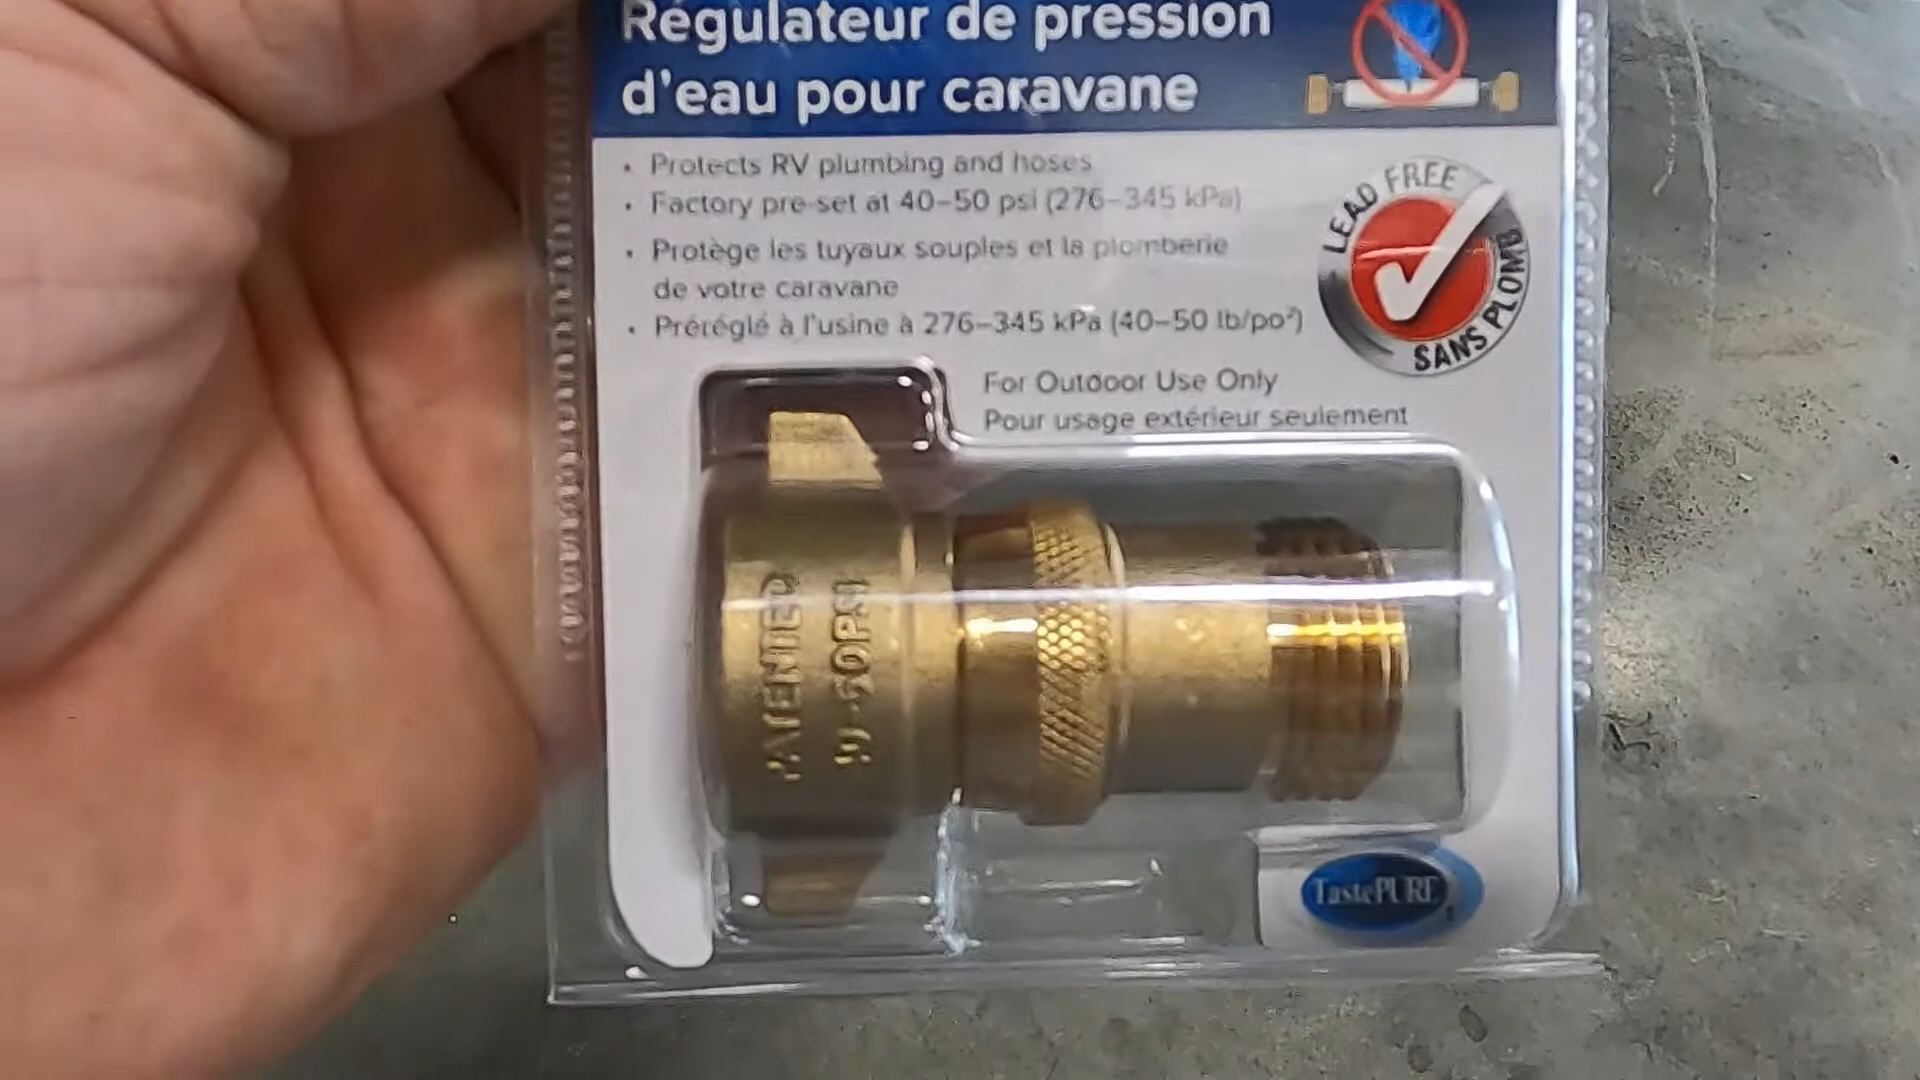 Régulateur de pression
d'eau pour caravane
• Protects RV plumbing and hoses
• Factory pre-set at 40–50 psi (276–345 kPa)
• Protège les tuyaux souples et la plomberie
de votre caravane
• Préréglé à l'usine à 276–345 kPa (40–50 lb/po²)
LEAD FREE
SANS PLOMB
For Outdoor Use Only
Pour usage extérieur seulement
PATENTED
TastePURE